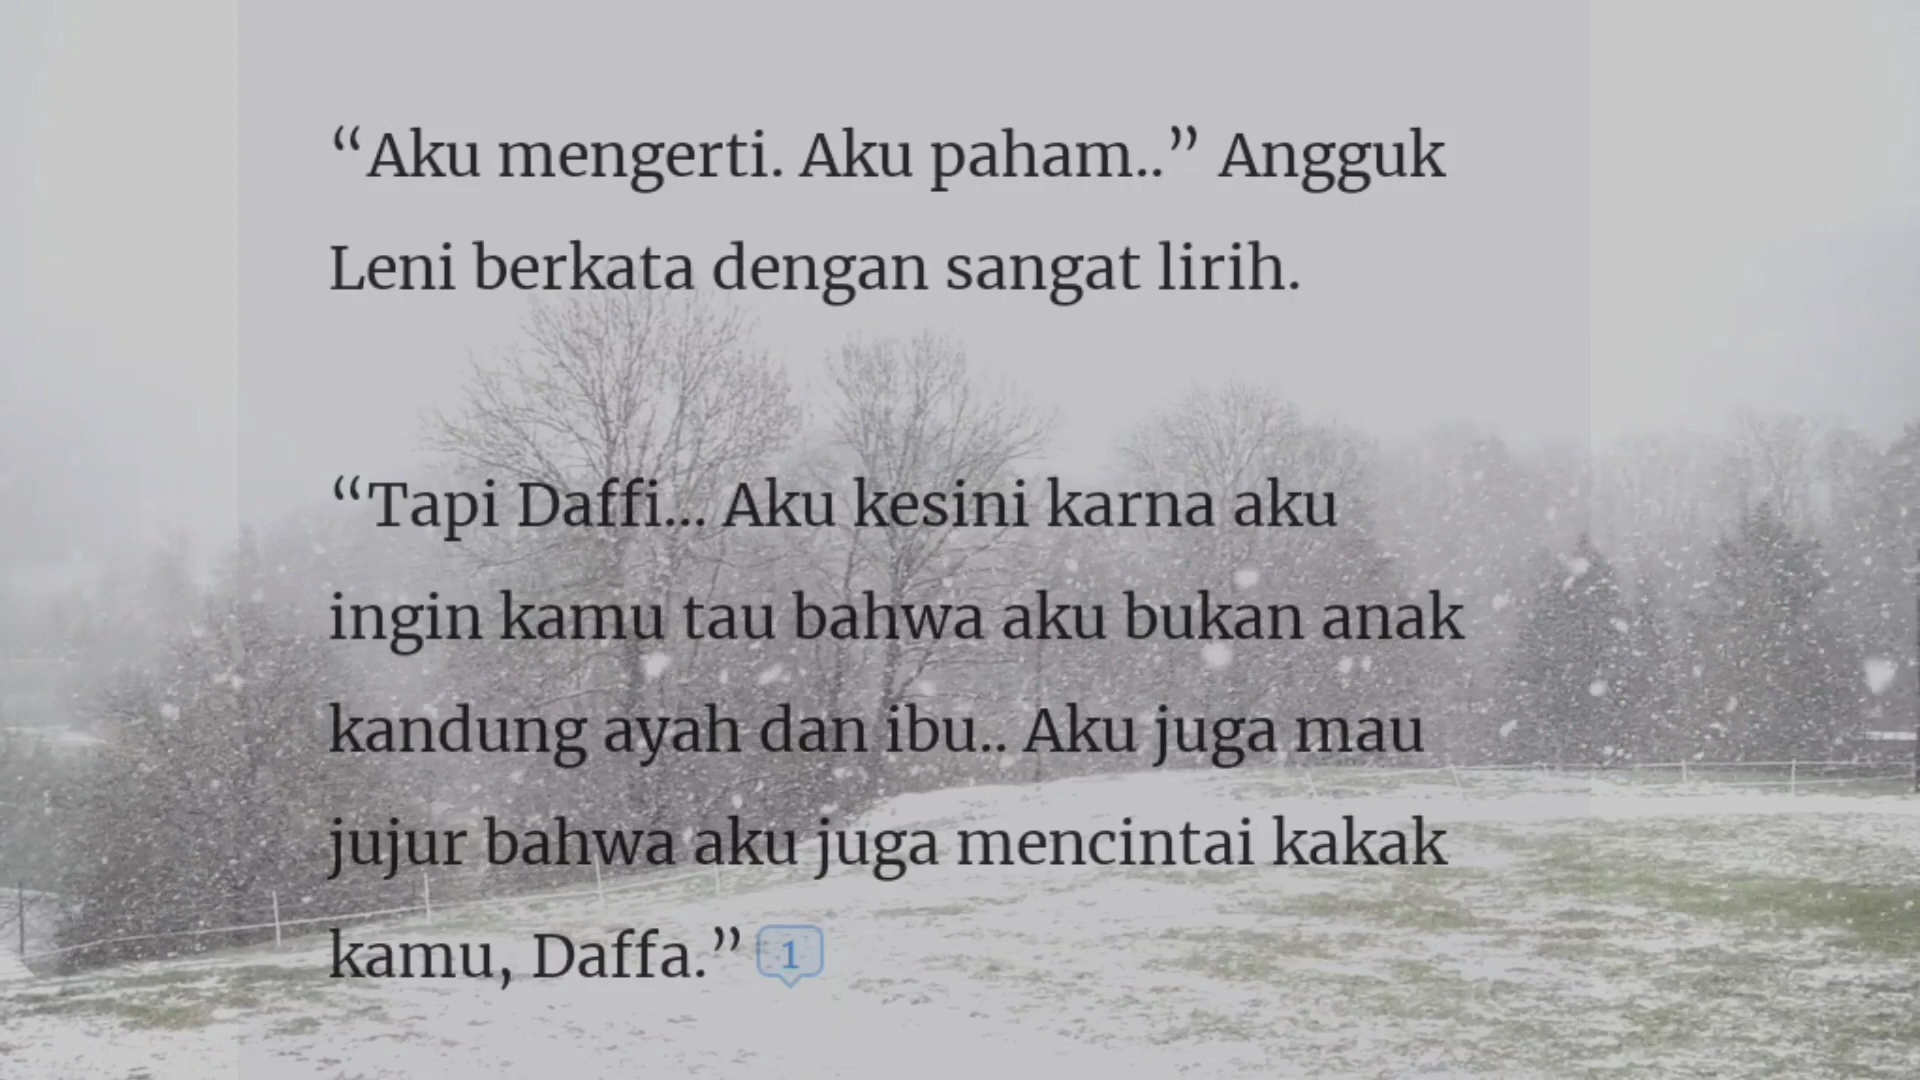 “Aku mengerti. Aku paham..” Angguk
Leni berkata dengan sangat lirih.
“Tapi Daffi... Aku kesini karna aku
ingin kamu tau bahwa aku bukan anak
kandung ayah dan ibu.. Aku juga mau
jujur bahwa aku juga mencintai kakak
kamu, Daffa.” 1